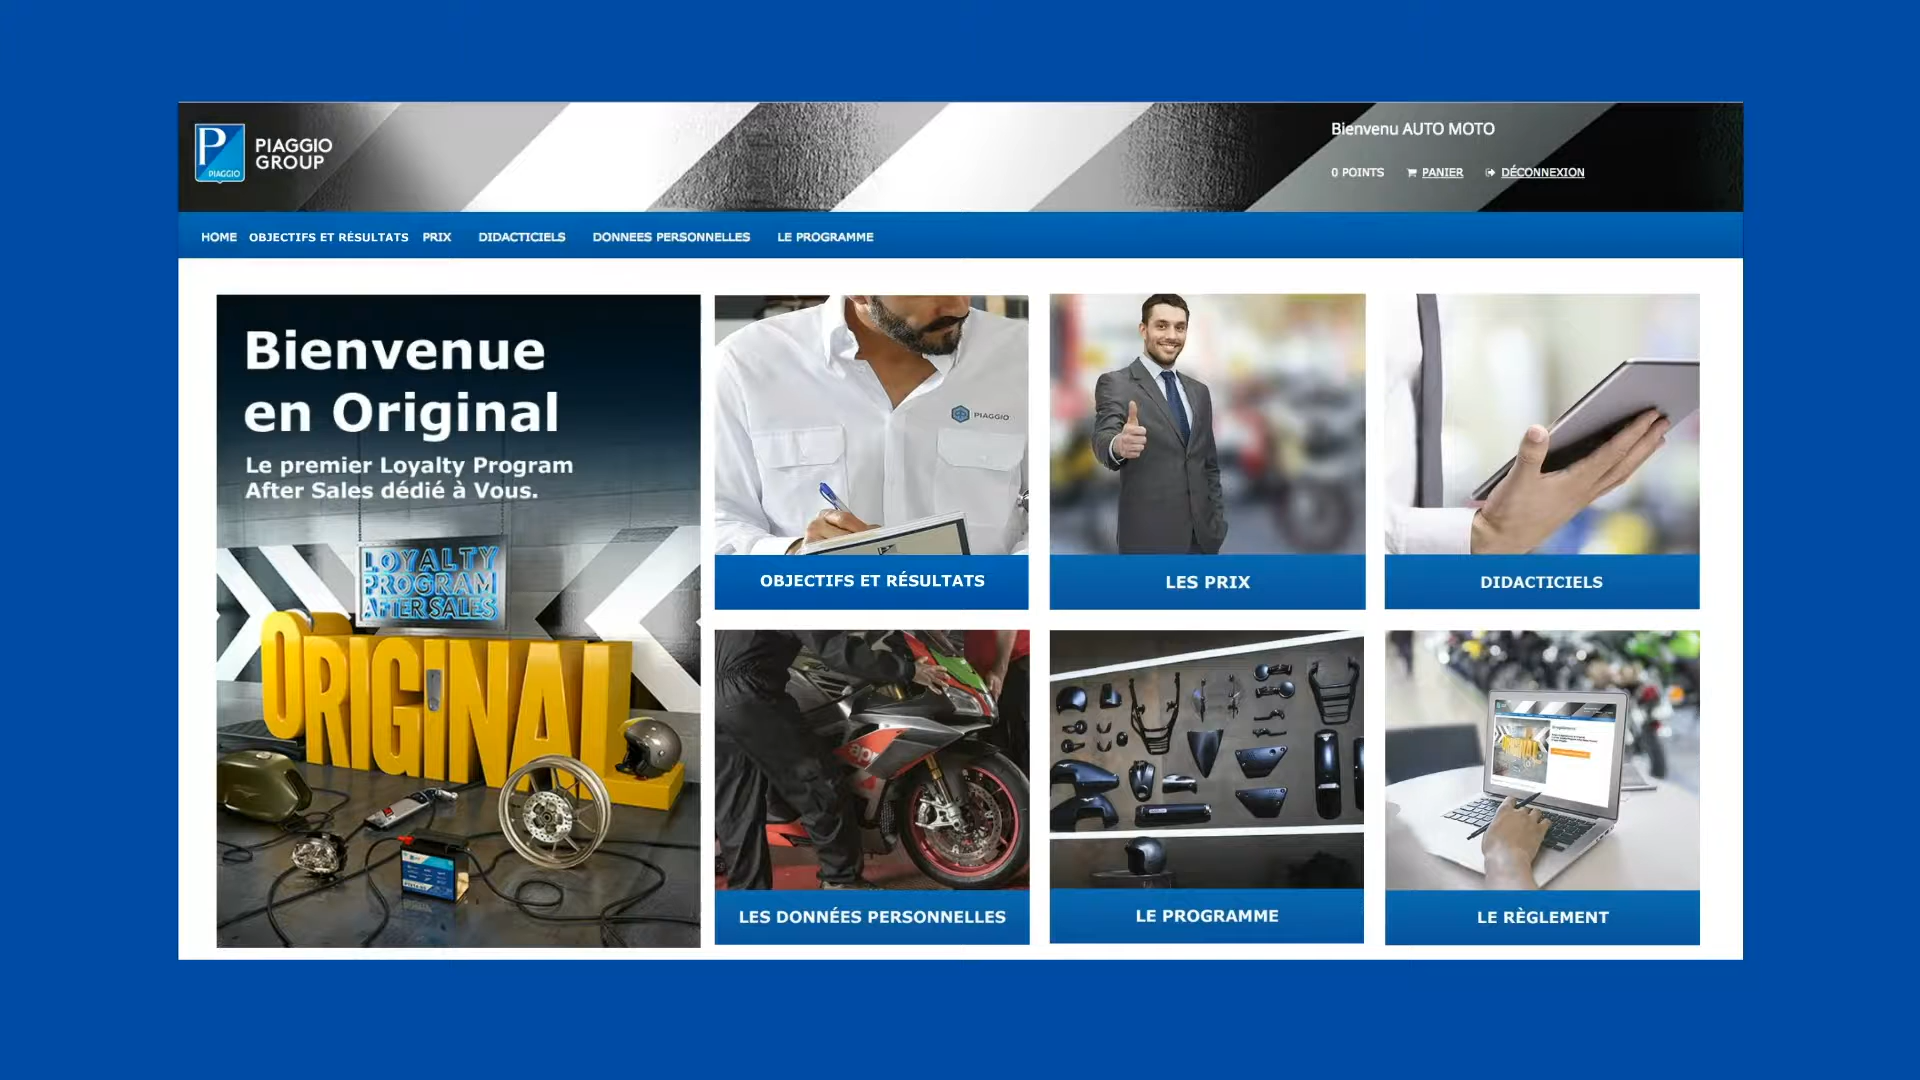 PIAGGIO
PIAGGIO
GROUP
Bienvenu AUTO MOTO
0 POINTS PANIER DÉCONNEXION
HOME OBJECTIFS ET RÉSULTATS PRIX DIDACTICIELS DONNEES PERSONNELLES LE PROGRAMME
Bienvenue
en Original
Le premier Loyalty Program
After Sales dédié à Vous.
LOYALTY
PROGRAM
AFTER SALES
ORIGINAL
PIAGGIO
OBJECTIFS ET RÉSULTATS
LES PRIX
DIDACTICIELS
LES DONNÉES PERSONNELLES
LE PROGRAMME
LE RÈGLEMENT